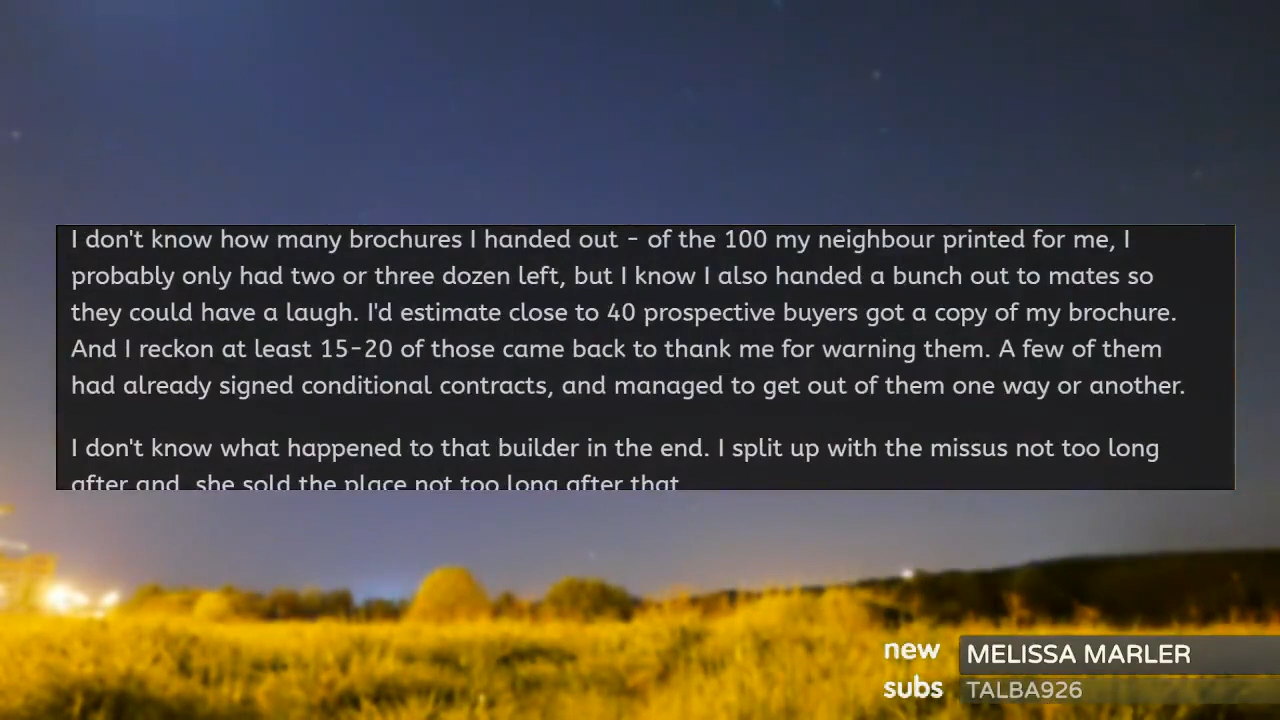 I don't know how many brochures I handed out - of the 100 my neighbour printed for me, I
probably only had two or three dozen left, but I know I also handed a bunch out to mates so
they could have a laugh. I'd estimate close to 40 prospective buyers got a copy of my brochure.
And I reckon at least 15-20 of those came back to thank me for warning them. A few of them
had already signed conditional contracts, and managed to get out of them one way or another.
I don't know what happened to that builder in the end. I split up with the missus not too long
after and, she sold the place not too long after that
new MELISSA MARLER
subs TALBA926